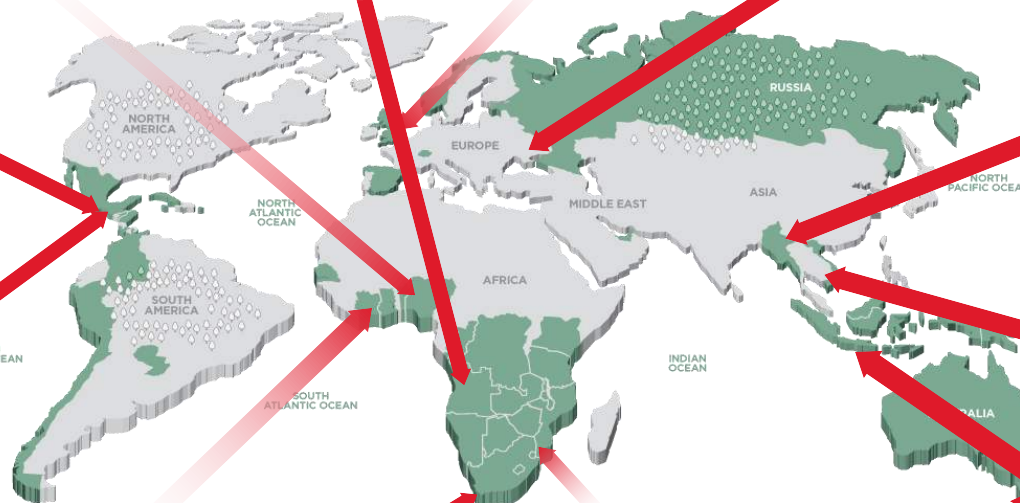 RUSSIA
NORTH
AMERICA
EUROPE
NORTH
PACIFIC OCEA
ASIA
MIDDLE EAST
NORTH
ATLANTIC
OCEAN
AFRICA
SOUTH
AMERICA
EAN
INDIAN
OCEAN
SOUTH
ATLANTIC OCEAN
RALIA